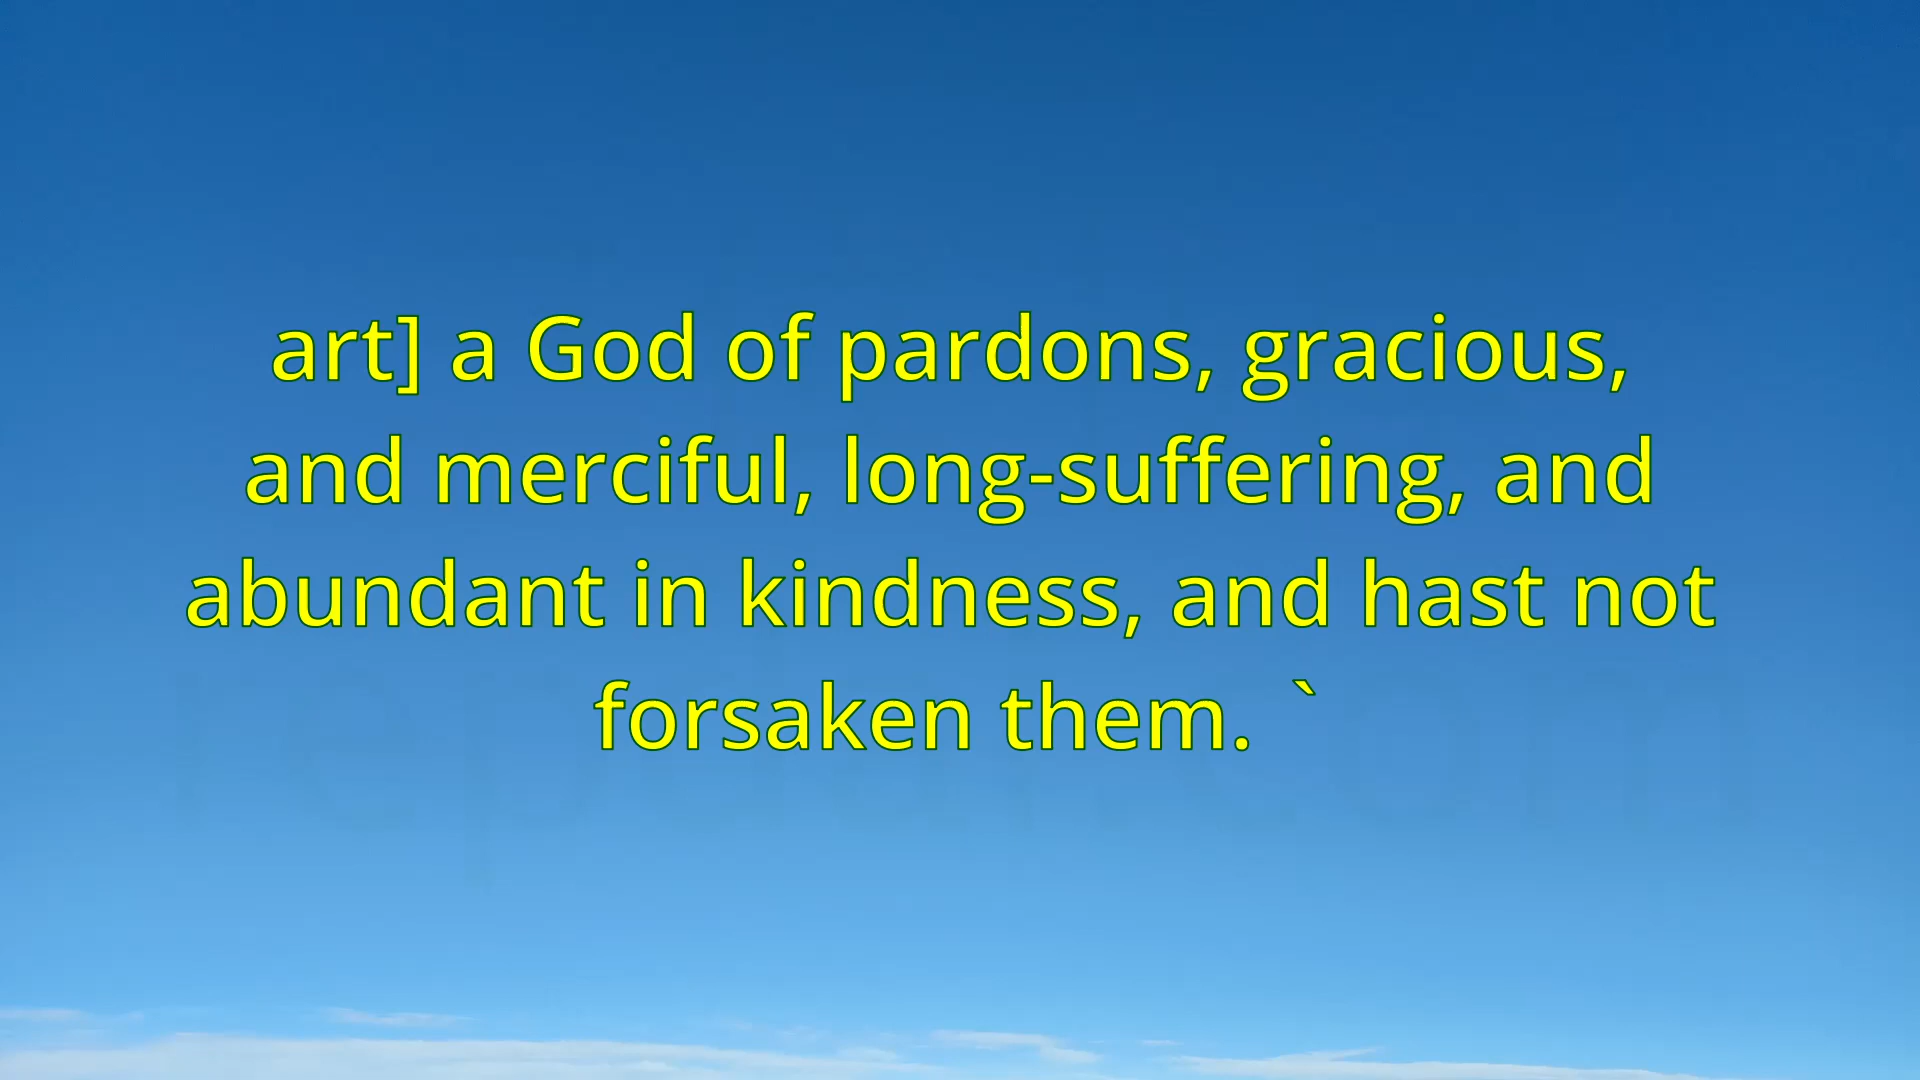 art] a God of pardons, gracious,
and merciful, long-suffering, and
abundant in kindness, and hast not
forsaken them. `